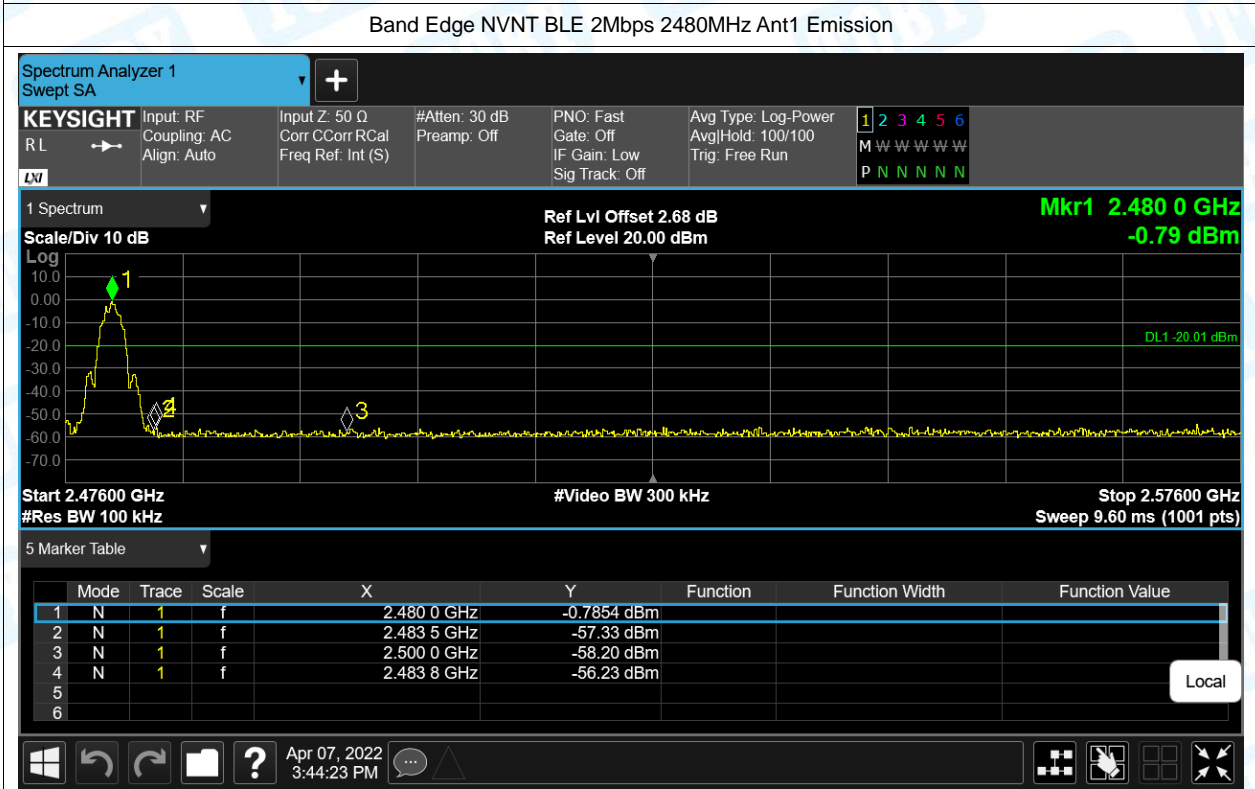 Band Edge NVNT BLE 2Mbps 2480MHz Ant1 Emission
Spectrum Analyzer 1
Swept SA
KEYSIGHT
R L
LXI
Input: RF
Coupling: AC
Align: Auto
Input Z: 50 Ω
Corr CCorr RCal
Freq Ref: Int (S)
#Atten: 30 dB
Preamp: Off
PNO: Fast
Gate: Off
IF Gain: Low
Sig Track: Off
Avg Type: Log-Power
Avg|Hold: 100/100
Trig: Free Run
1 2 3 4 5 6
M W W W W W
P N N N N N
1 Spectrum
Scale/Div 10 dB
Ref Lvl Offset 2.68 dB
Ref Level 20.00 dBm
Mkr1 2.480 0 GHz
-0.79 dBm
Log
10.0
0.00
-10.0
-20.0
-30.0
-40.0
-50.0
-60.0
-70.0
1
3
DL1 -20.01 dBm
Start 2.47600 GHz
#Res BW 100 kHz
#Video BW 300 kHz
Stop 2.57600 GHz
Sweep 9.60 ms (1001 pts)
5 Marker Table
Mode Trace Scale X Y Function Function Width Function Value
1 N 1 f 2.480 0 GHz -0.7854 dBm
2 N 1 f 2.483 5 GHz -57.33 dBm
3 N 1 f 2.500 0 GHz -58.20 dBm
4 N 1 f 2.483 8 GHz -56.23 dBm
5
6
Local
?
Apr 07, 2022
3:44:23 PM